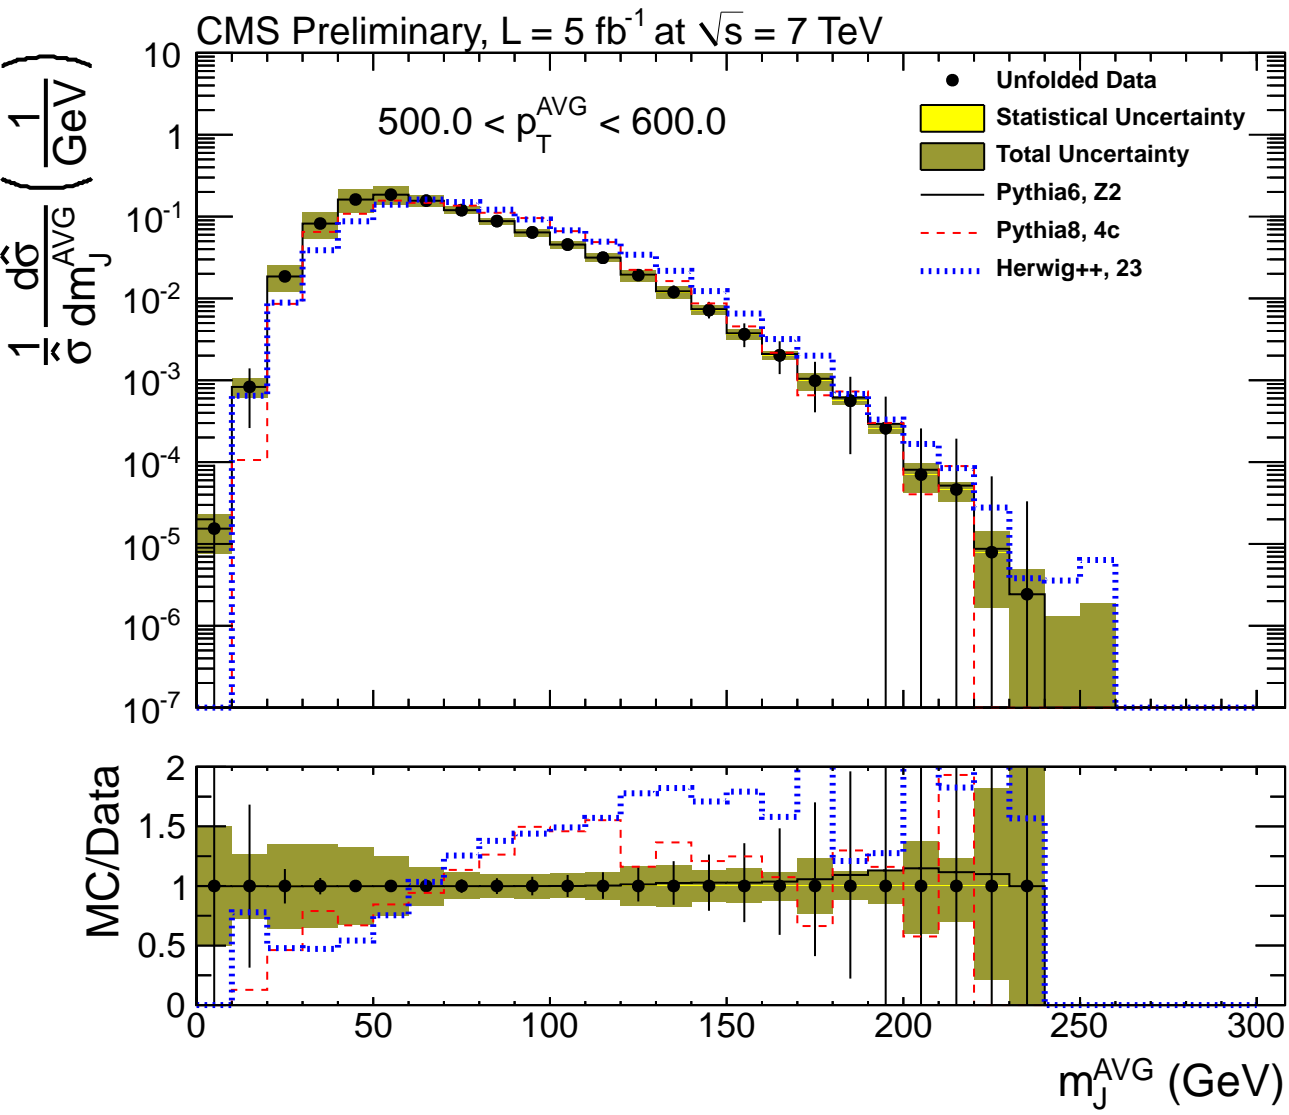 CMS Preliminary, L = 5 fb⁻¹ at √s = 7 TeV
1/σ̂ dσ̂/dm_J^AVG (1/GeV)
10
1
10⁻¹
10⁻²
10⁻³
10⁻⁴
10⁻⁵
10⁻⁶
10⁻⁷
500.0 < p_T^AVG < 600.0
Unfolded Data
Statistical Uncertainty
Total Uncertainty
Pythia6, Z2
Pythia8, 4c
Herwig++, 23
MC/Data
2
1.5
1
0.5
0
0 50 100 150 200 250 300
m_J^AVG (GeV)